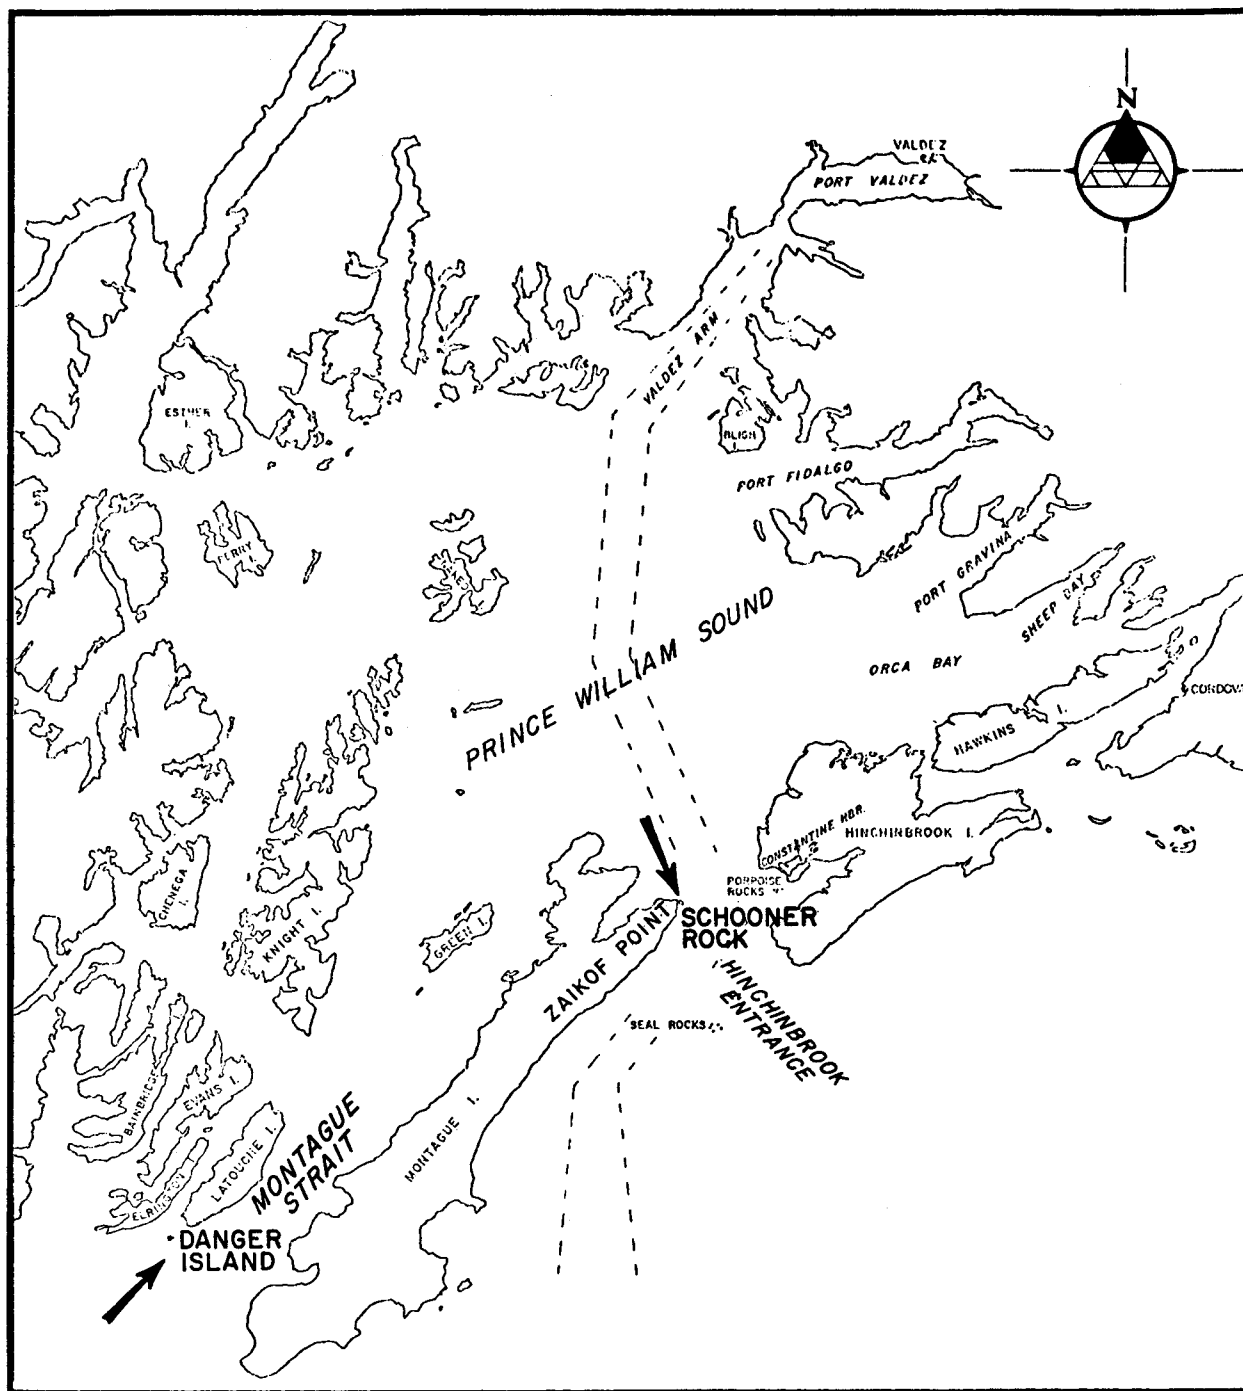 N
VALDEZ
PORT VALDEZ
VALDEZ ARM
ESTHER
I.
BLIGH
I.
PORT FIDALGO
PERRY
I.
PORT GRAVINA
SHEEP BAY
PRINCE WILLIAM SOUND
ORCA BAY
CORDOVA
HAWKINS I.
CONSTANTINE HBR.
HINCHINBROOK I.
CHENEGA
I.
KNIGHT I.
GREEN I.
PORPOISE
ROCKS
SCHOONER
ROCK
ZAIKOF POINT
HINCHINBROOK
ENTRANCE
SEAL ROCKS
BAINBRIDGE
EVANS I.
LATOUCHE I.
ELRINGTON I.
MONTAGUE
STRAIT
MONTAGUE I.
DANGER
ISLAND